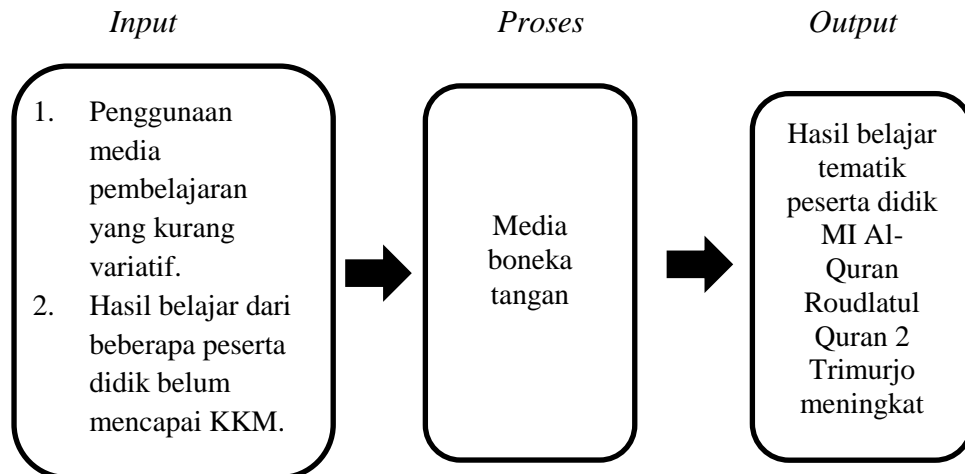 Input
Proses
Output
1. Penggunaan
media
pembelajaran
yang kurang
variatif.
2. Hasil belajar dari
beberapa peserta
didik belum
mencapai KKM.
Media
boneka
tangan
Hasil belajar
tematik
peserta didik
MI Al-
Quran
Roudlatul
Quran 2
Trimurjo
meningkat